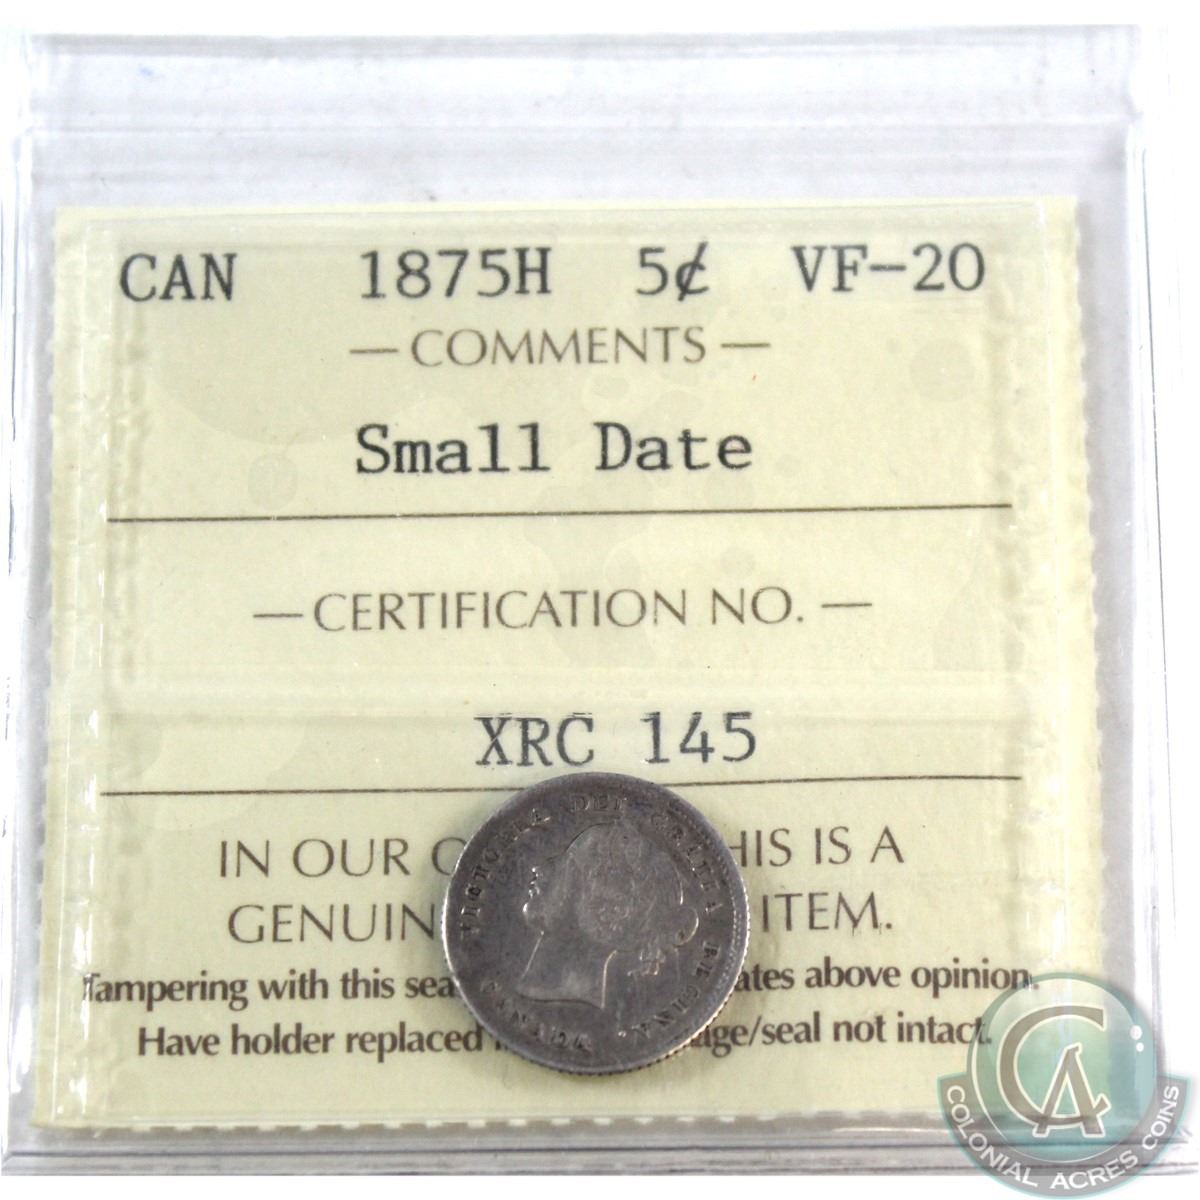 CAN 1875H 5¢ VF-20
— COMMENTS —
Small Date
— CERTIFICATION NO. —
XRC 145
IN OUR O HIS IS A
GENUIN ITEM.
Tampering with this sea ates above opinion.
Have holder replaced age/seal not intact.
VICTORIA DEI GRATIA REGINA.
CANADA
CA
COLONIAL ACRES COINS